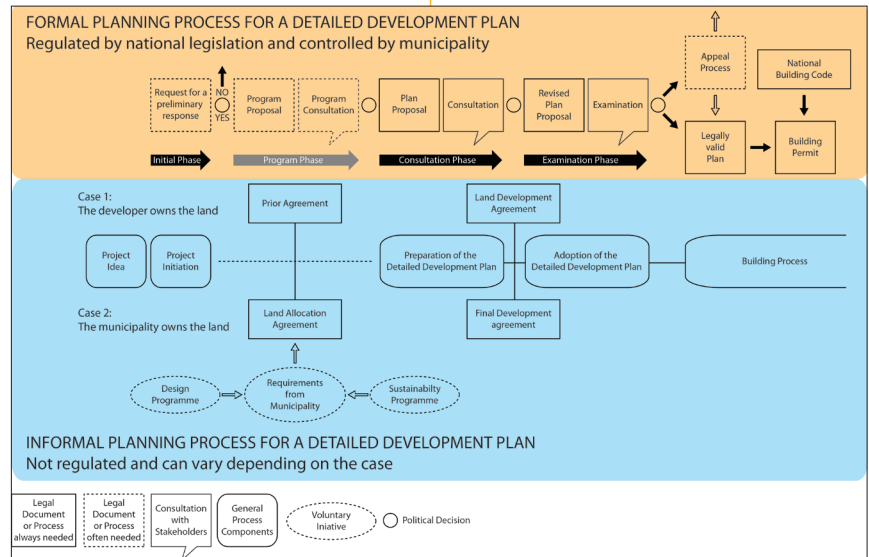 FORMAL PLANNING PROCESS FOR A DETAILED DEVELOPMENT PLAN
Regulated by national legislation and controlled by municipality
Request for a
preliminary
response
NO
YES
Program
Proposal
Program
Consultation
Plan
Proposal
Consultation
Revised
Plan
Proposal
Examination
Appeal
Process
National
Building Code
Legally
valid
Plan
Building
Permit
Initial Phase
Program Phase
Consultation Phase
Examination Phase
Case 1:
The developer owns the land
Prior Agreement
Land Development
Agreement
Project
Idea
Project
Initiation
Preparation of the
Detailed Development Plan
Adoption of the
Detailed Development Plan
Building Process
Case 2:
The municipality owns the land
Land Allocation
Agreement
Final Development
agreement
Design
Programme
Requirements
from
Municipality
Sustainabilty
Programme
INFORMAL PLANNING PROCESS FOR A DETAILED DEVELOPMENT PLAN
Not regulated and can vary depending on the case
Legal
Document
or Process
always needed
Legal
Document
or Process
often needed
Consultation
with
Stakeholders
General
Process
Components
Voluntary
Iniative
Political Decision